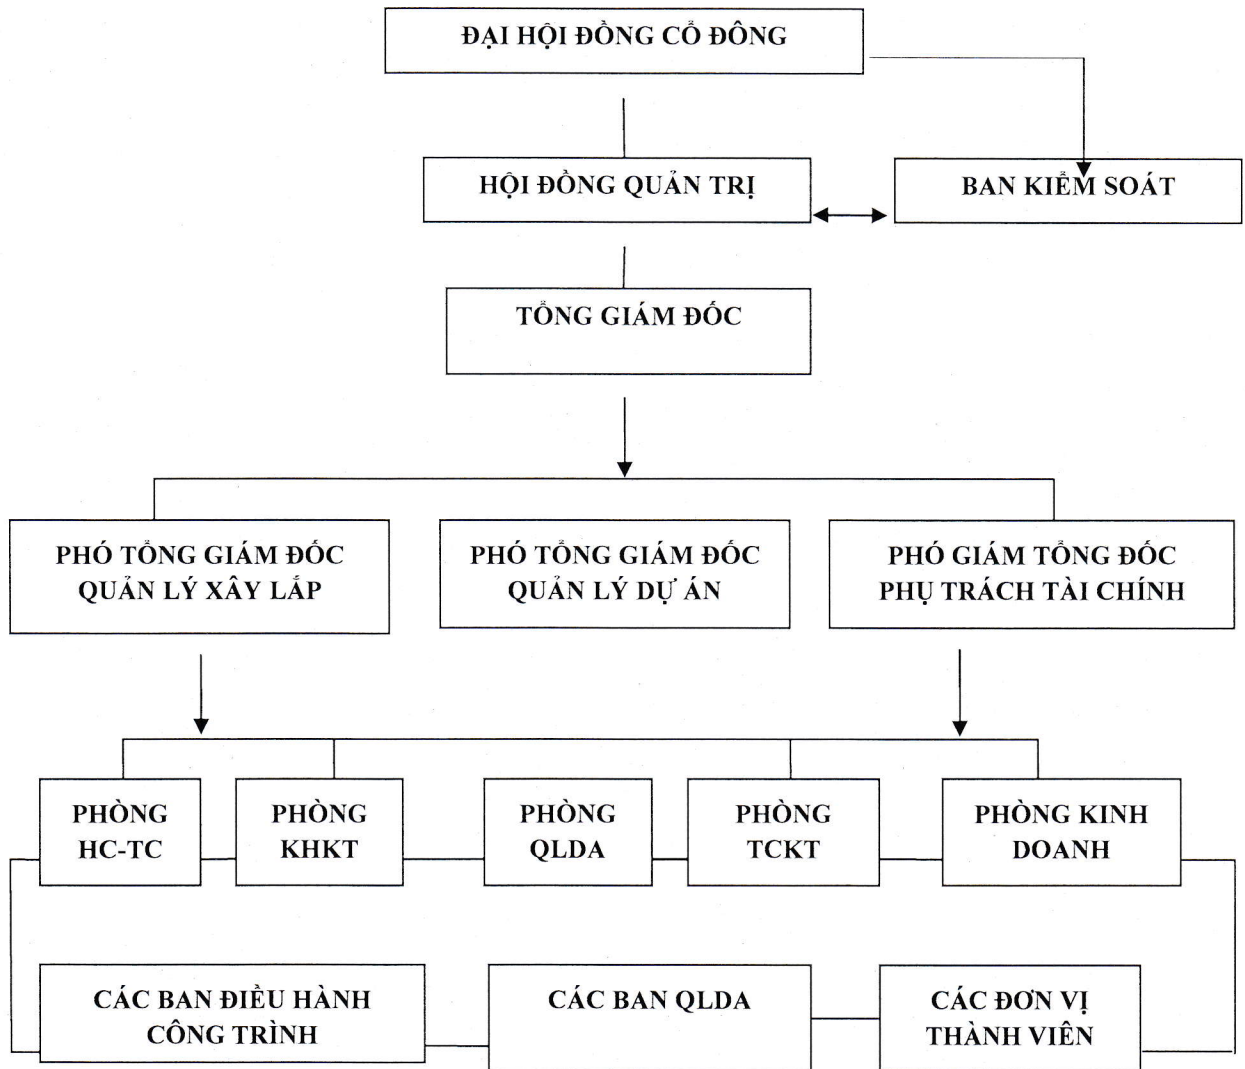 ĐẠI HỘI ĐỒNG CỔ ĐÔNG
HỘI ĐỒNG QUẢN TRỊ
BAN KIỂM SOÁT
TỔNG GIÁM ĐỐC
PHÓ TỔNG GIÁM ĐỐC
QUẢN LÝ XÂY LẮP
PHÓ TỔNG GIÁM ĐỐC
QUẢN LÝ DỰ ÁN
PHÓ GIÁM TỔNG ĐỐC
PHỤ TRÁCH TÀI CHÍNH
PHÒNG
HC-TC
PHÒNG
KHKT
PHÒNG
QLDA
PHÒNG
TCKT
PHÒNG KINH
DOANH
CÁC BAN ĐIỀU HÀNH
CÔNG TRÌNH
CÁC BAN QLDA
CÁC ĐƠN VỊ
THÀNH VIÊN